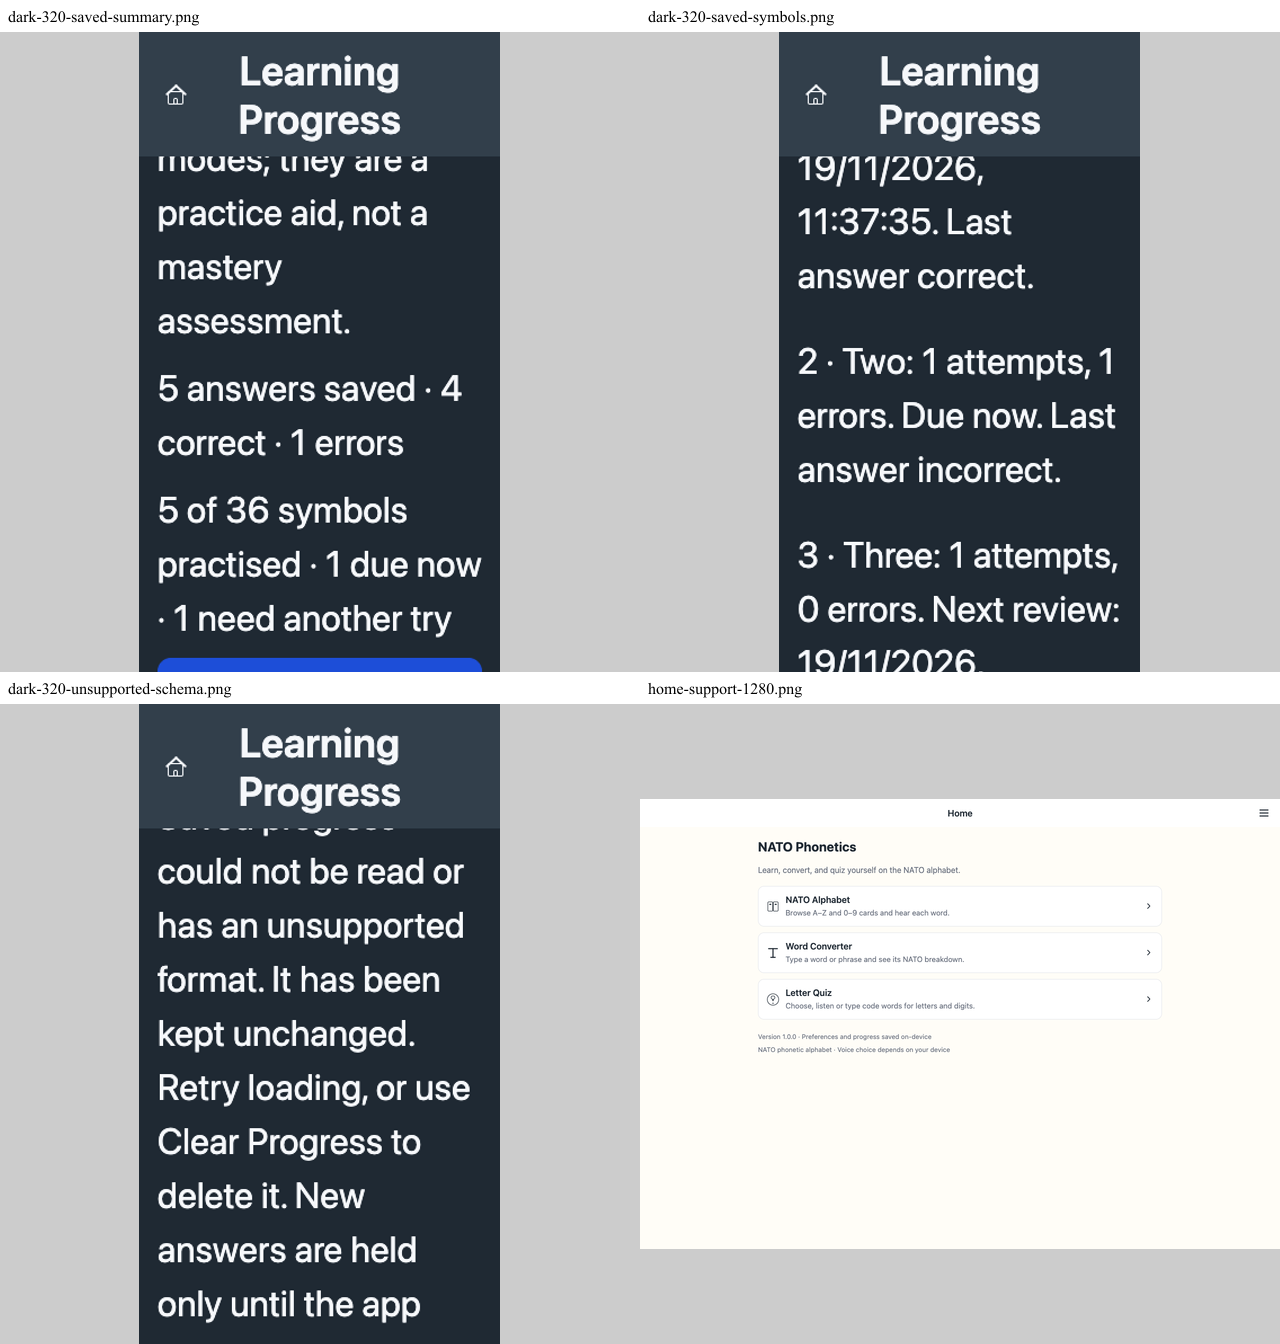 dark-320-saved-summary.png
Learning
Progress
modes; they are a
practice aid, not a
mastery
assessment.
5 answers saved · 4
correct · 1 errors
5 of 36 symbols
practised · 1 due now
· 1 need another try
dark-320-saved-symbols.png
Learning
Progress
19/11/2026,
11:37:35. Last
answer correct.
2 · Two: 1 attempts, 1
errors. Due now. Last
answer incorrect.
3 · Three: 1 attempts,
0 errors. Next review:
19/11/2026,
dark-320-unsupported-schema.png
Learning
Progress
Saved progress
could not be read or
has an unsupported
format. It has been
kept unchanged.
Retry loading, or use
Clear Progress to
delete it. New
answers are held
only until the app
home-support-1280.png
Home
NATO Phonetics
Learn, convert, and quiz yourself on the NATO alphabet.
NATO Alphabet
Browse A–Z and 0–9 cards and hear each word.
Word Converter
Type a word or phrase and see its NATO breakdown.
Letter Quiz
Choose, listen or type code words for letters and digits.
Version 1.0.0 · Preferences and progress saved on-device
NATO phonetic alphabet · Voice choice depends on your device